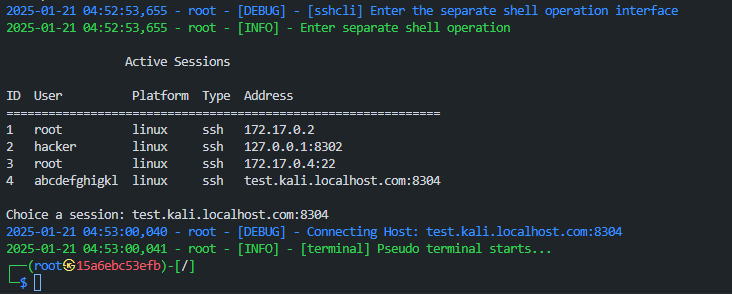 2025-01-21 04:52:53,655 - root - [DEBUG] - [sshcli] Enter the separate shell operation interface
2025-01-21 04:52:53,655 - root - [INFO] - Enter separate shell operation
Active Sessions
ID User Platform Type Address
==============================================================
1 root linux ssh 172.17.0.2
2 hacker linux ssh 127.0.0.1:8302
3 root linux ssh 172.17.0.4:22
4 abcdefghigkl linux ssh test.kali.localhost.com:8304
Choice a session: test.kali.localhost.com:8304
2025-01-21 04:53:00,040 - root - [DEBUG] - Connecting Host: test.kali.localhost.com:8304
2025-01-21 04:53:00,041 - root - [INFO] - [terminal] Pseudo terminal starts...
┌──(root㉿15a6ebc53efb)-[/]
└─$